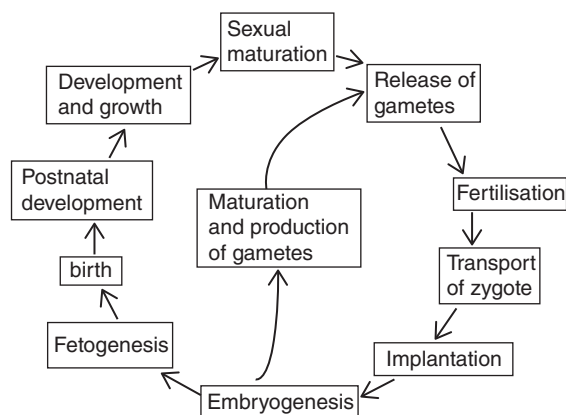 Sexual
maturation
Release of
gametes
Fertilisation
Transport
of zygote
Implantation
Embryogenesis
Fetogenesis
birth
Postnatal
development
Development
and growth
Maturation
and production
of gametes